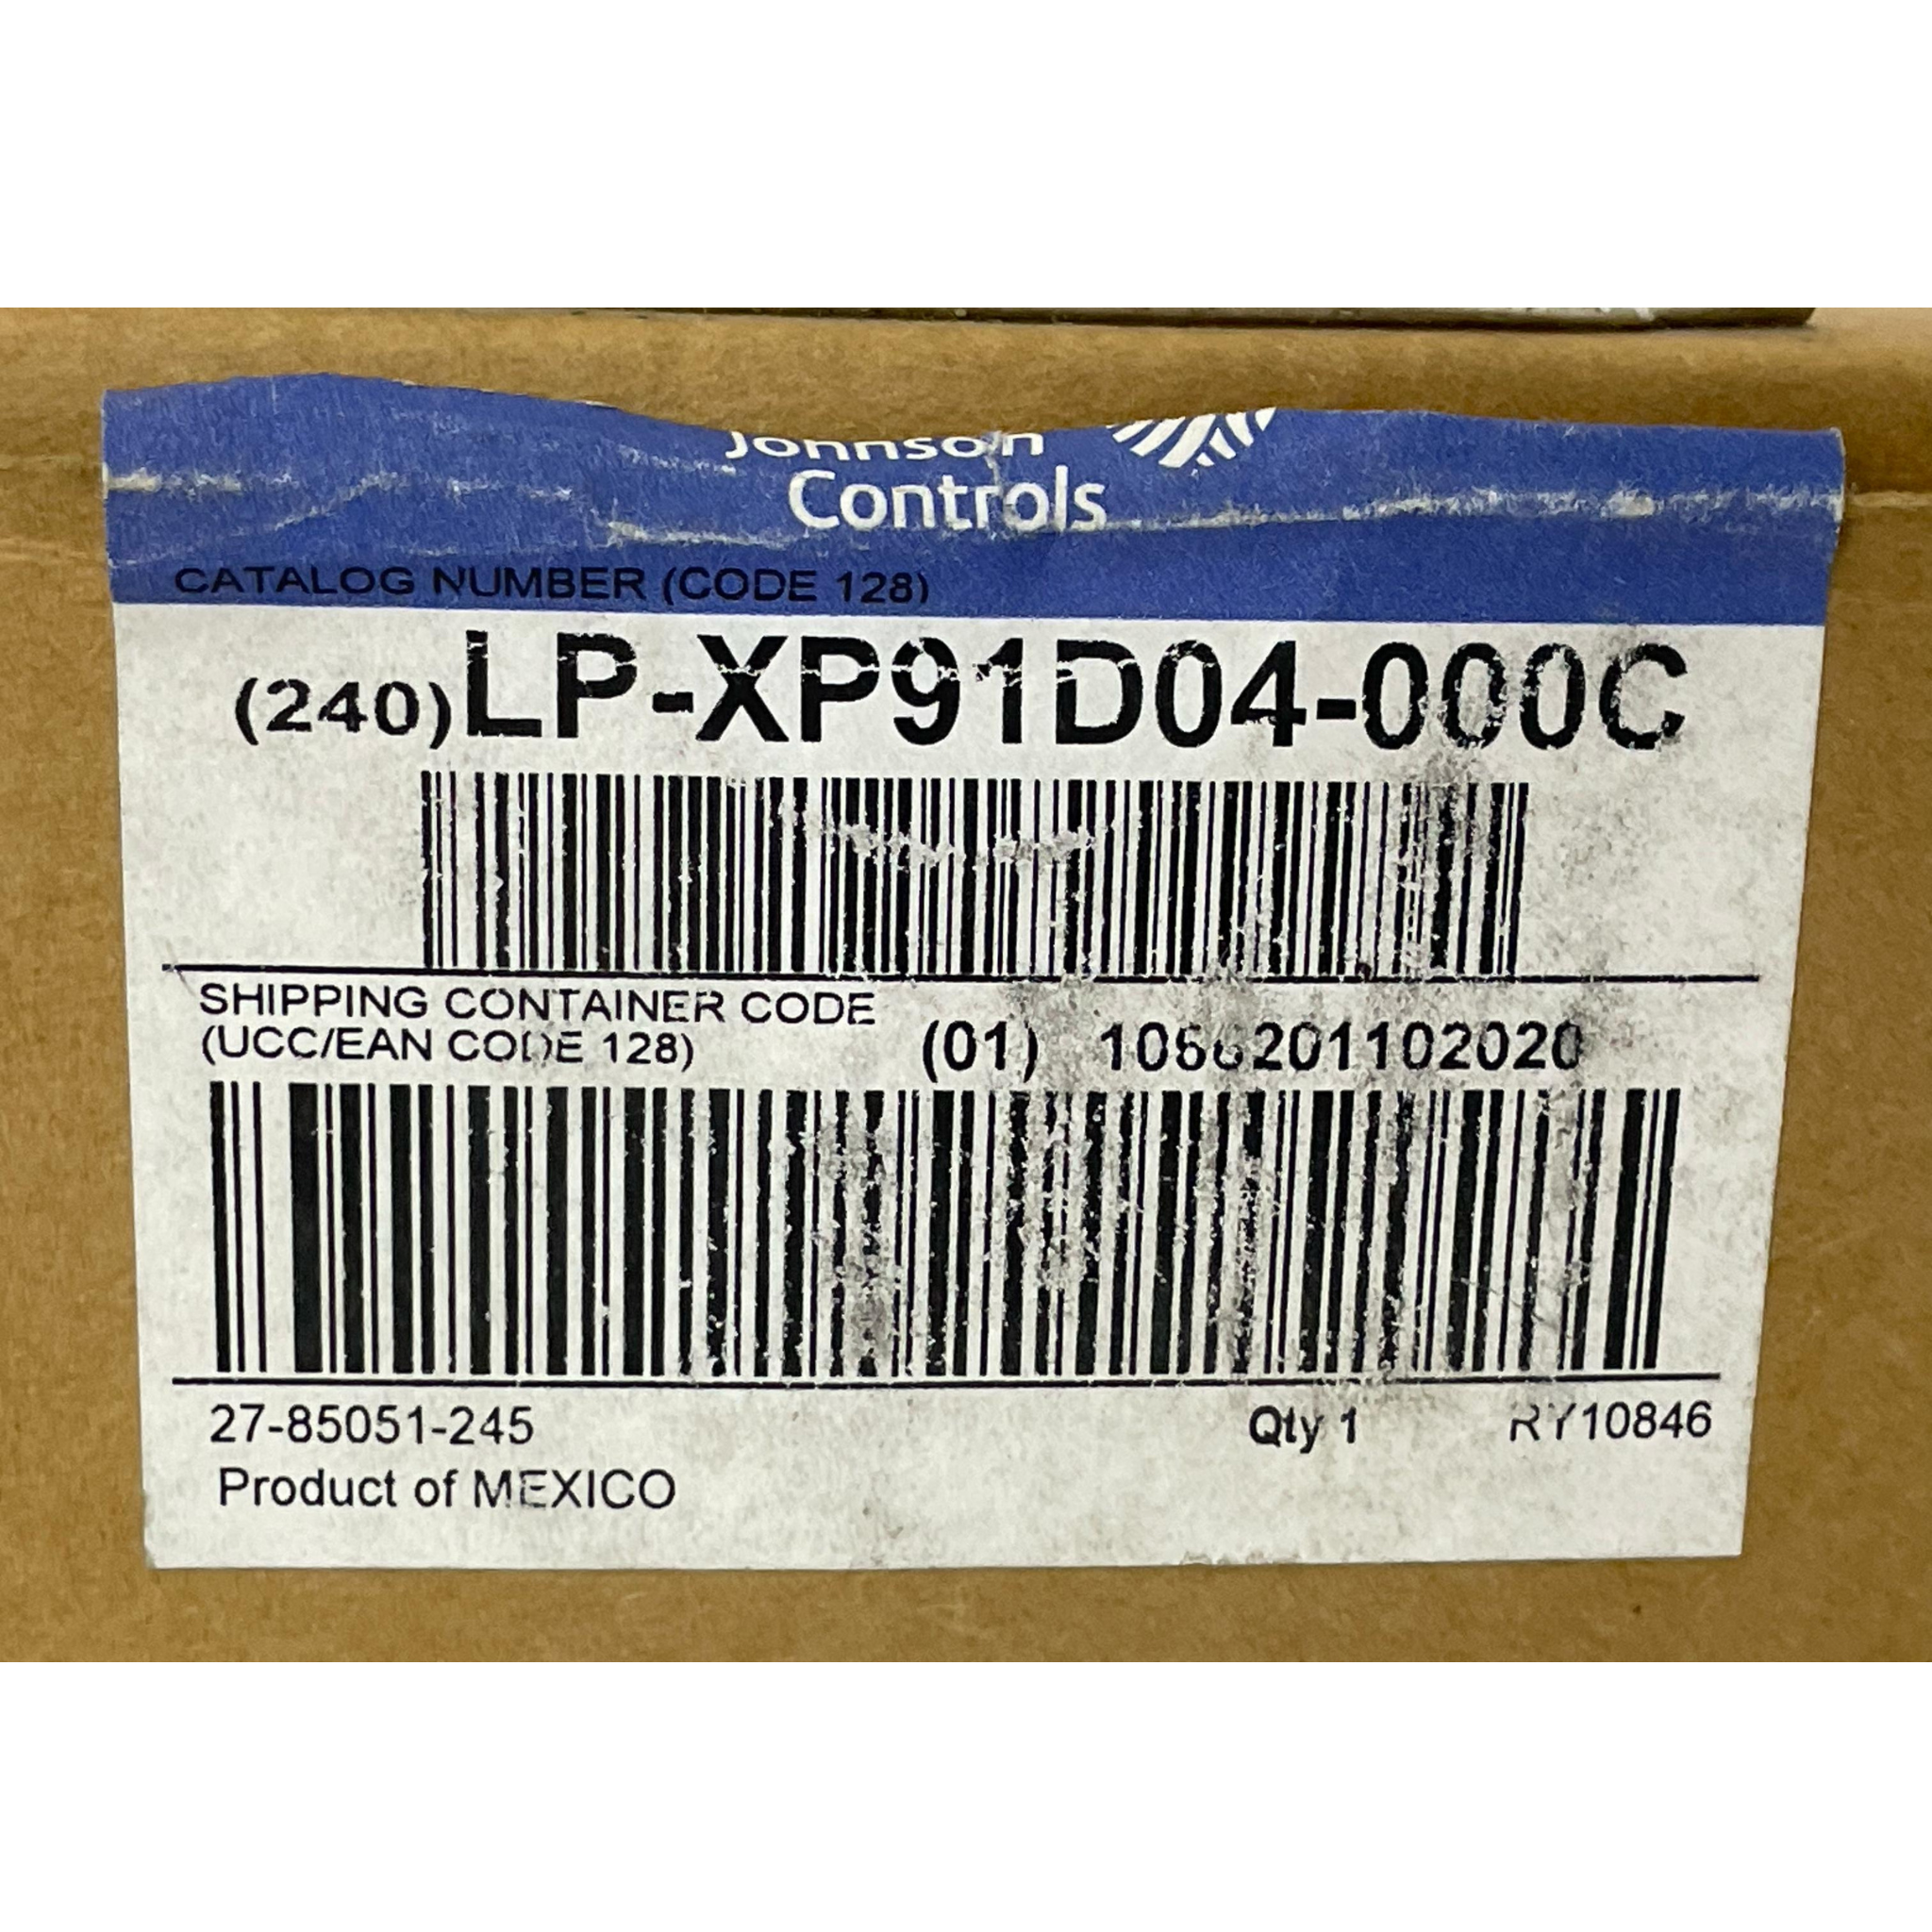 Johnson
Controls
CATALOG NUMBER (CODE 128)
(240)LP-XP91D04-000C
SHIPPING CONTAINER CODE
(UCC/EAN CODE 128) (01)
27-85051-245 Qty 1 RY10846
Product of MEXICO